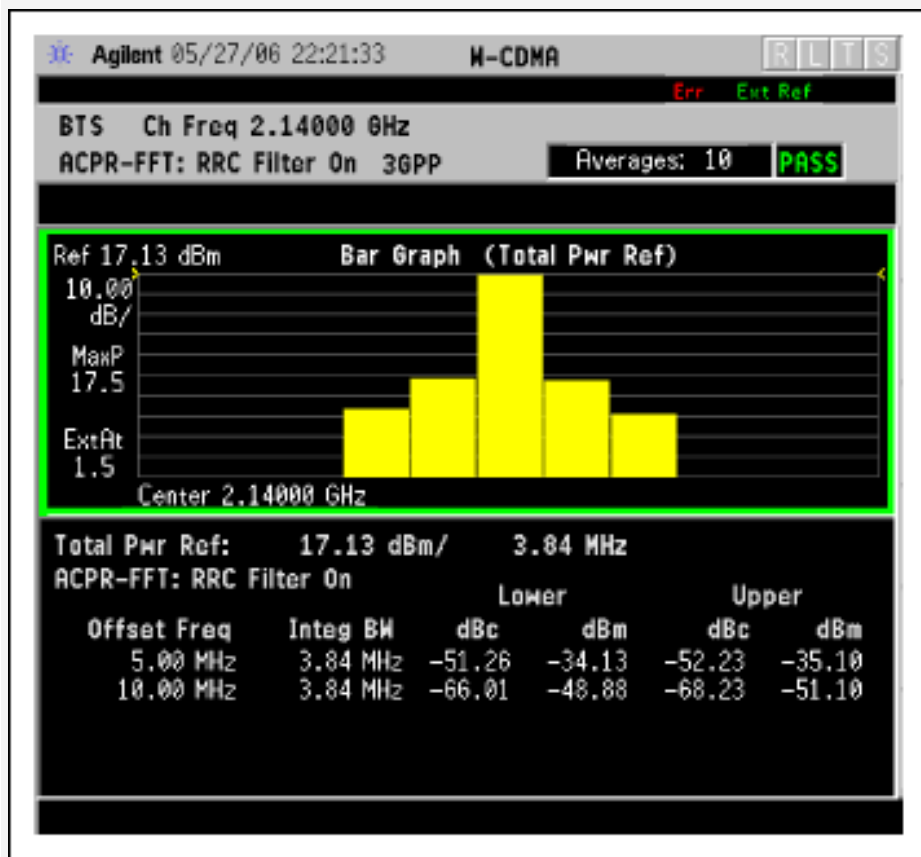 Agilent 05/27/06 22:21:33 W-CDMA R L T S
Err Ext Ref
BTS Ch Freq 2.14000 GHz
ACPR-FFT: RRC Filter On 3GPP Averages: 10 PASS
Ref 17.13 dBm Bar Graph (Total Pwr Ref)
10.00
dB/
MaxP
17.5
ExtAt
1.5
Center 2.14000 GHz
Total Pwr Ref: 17.13 dBm/ 3.84 MHz
ACPR-FFT: RRC Filter On
Lower Upper
Offset Freq Integ BW dBc dBm dBc dBm
5.00 MHz 3.84 MHz -51.26 -34.13 -52.23 -35.10
10.00 MHz 3.84 MHz -66.01 -48.88 -68.23 -51.10